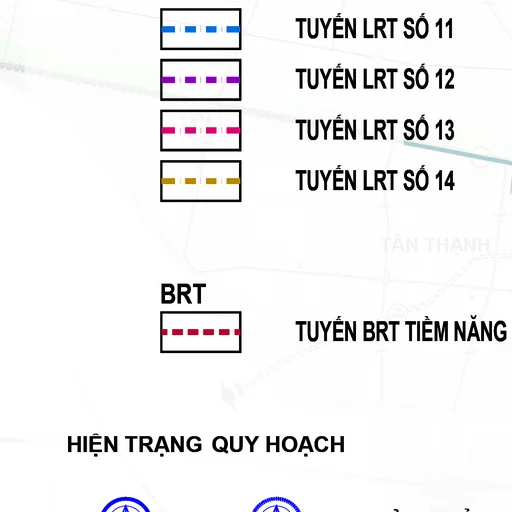 TUYẾN LRT SỐ 11
TUYẾN LRT SỐ 12
TUYẾN LRT SỐ 13
TUYẾN LRT SỐ 14
TÂN THẠNH
BRT
TUYẾN BRT TIỀM NĂNG
HIỆN TRẠNG QUY HOẠCH